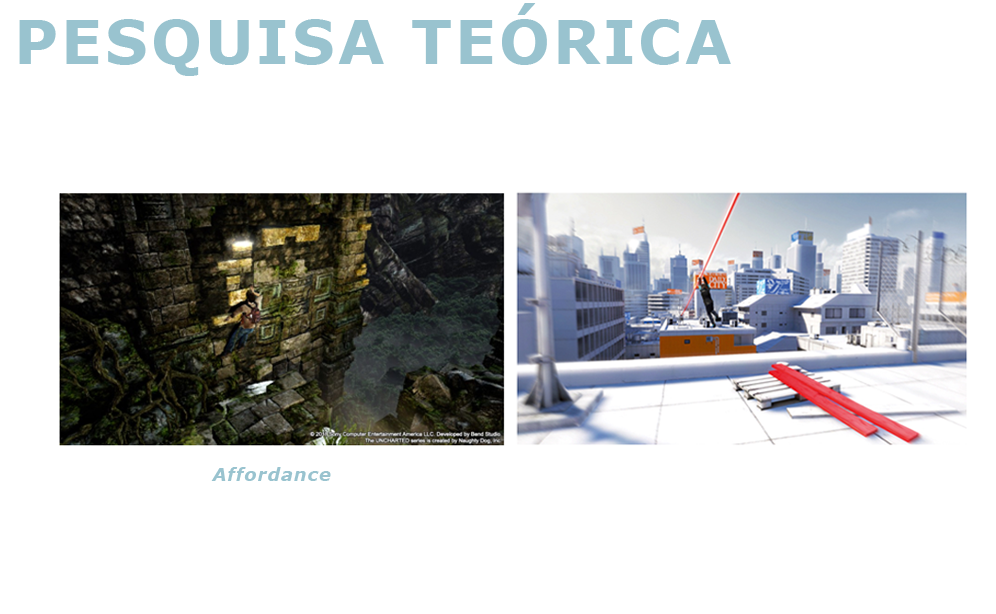 PESQUISA TEÓRICA
CITY
© 2011 Sony Computer Entertainment America LLC. Developed by Bend Studio.
The UNCHARTED series is created by Naughty Dog, Inc.
Affordance